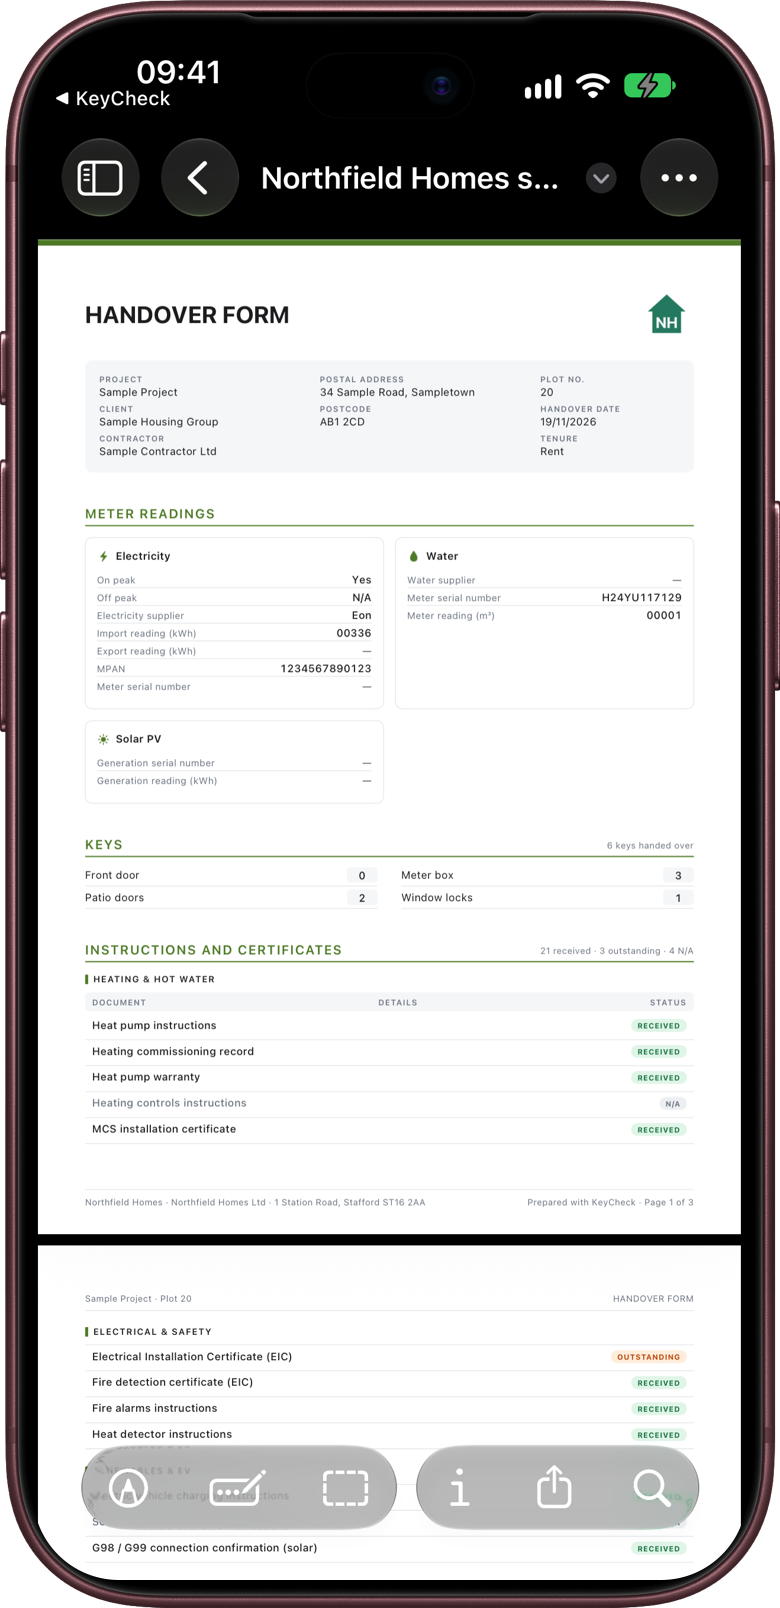 09:41
◀ KeyCheck
Northfield Homes s...
HANDOVER FORM
NH
PROJECT
Sample Project
POSTAL ADDRESS
34 Sample Road, Sampletown
PLOT NO.
20
CLIENT
Sample Housing Group
POSTCODE
AB1 2CD
HANDOVER DATE
19/11/2026
CONTRACTOR
Sample Contractor Ltd
TENURE
Rent
METER READINGS
Electricity
On peak Yes
Off peak N/A
Electricity supplier Eon
Import reading (kWh) 00336
Export reading (kWh) —
MPAN 1234567890123
Meter serial number —
Water
Water supplier —
Meter serial number H24YU117129
Meter reading (m³) 00001
Solar PV
Generation serial number —
Generation reading (kWh) —
KEYS 6 keys handed over
Front door 0 Meter box 3
Patio doors 2 Window locks 1
INSTRUCTIONS AND CERTIFICATES 21 received · 3 outstanding · 4 N/A
HEATING & HOT WATER
DOCUMENT DETAILS STATUS
Heat pump instructions RECEIVED
Heating commissioning record RECEIVED
Heat pump warranty RECEIVED
Heating controls instructions N/A
MCS installation certificate RECEIVED
Northfield Homes · Northfield Homes Ltd · 1 Station Road, Stafford ST16 2AA Prepared with KeyCheck · Page 1 of 3
Sample Project · Plot 20 HANDOVER FORM
ELECTRICAL & SAFETY
Electrical Installation Certificate (EIC) OUTSTANDING
Fire detection certificate (EIC) RECEIVED
Fire alarms instructions RECEIVED
Heat detector instructions RECEIVED
& EV
vehicle charging instructions
G98 / G99 connection confirmation (solar) RECEIVED